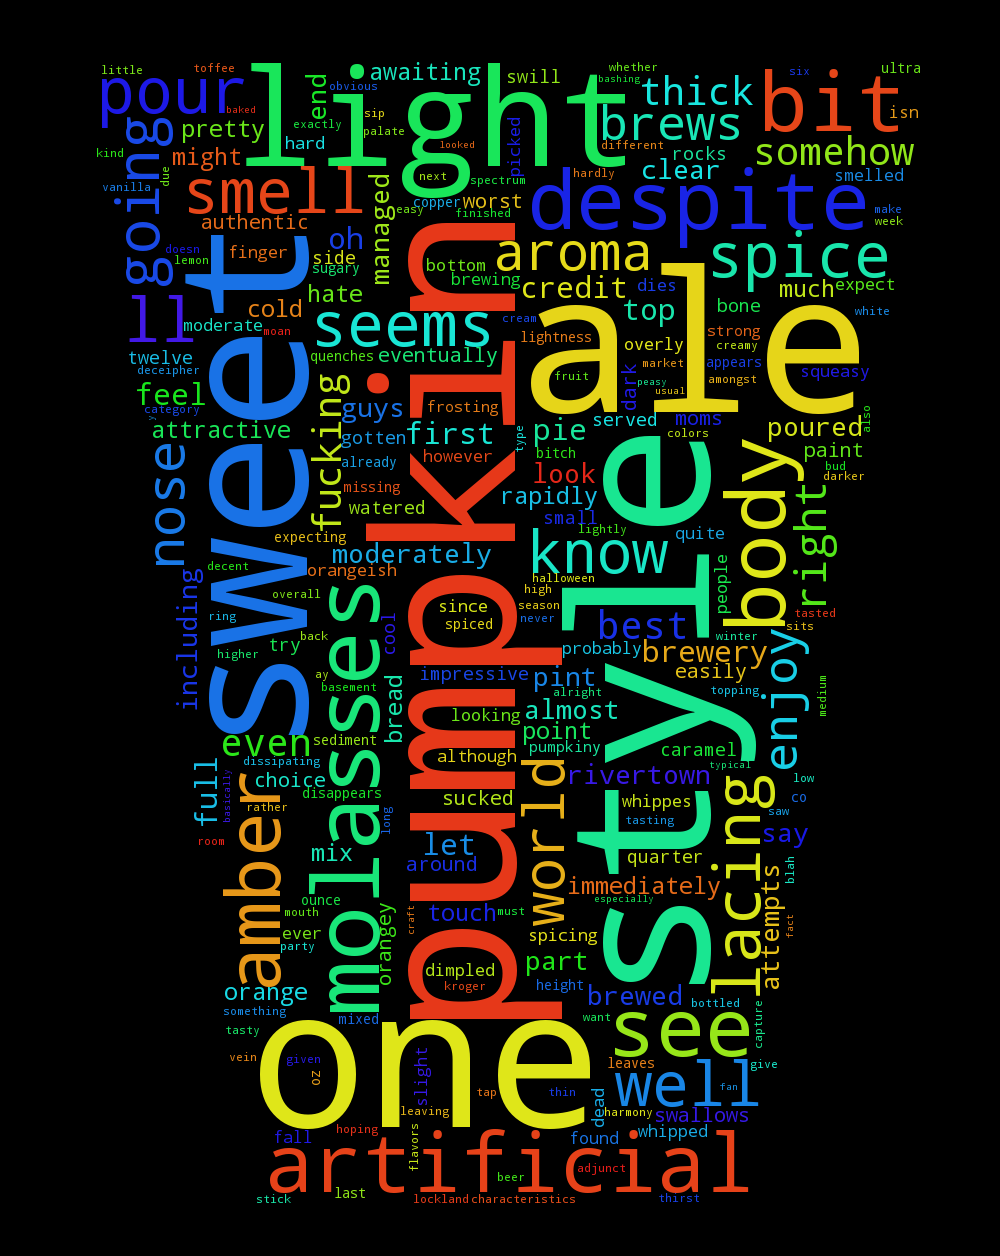 little
toffee
awaiting
whether
ultra
pour
light
end
obvious
swill
bashing
thick
bit
six
baked
exactly
sip
isn
pretty
hard
palate
picked
brews
somehow
kind
might
looked
different
rocks
going
due
smell
next
spectrum
hardly
clear
smelled
vanilla
managed
easy
copper
worst
despite
make
authentic
finished
week
oh
doesn
finger
side
aroma
spice
lemon
sugary
bottom
brewing
credit
dies
much
expect
sweet
hate
pumpkin
ale
top
bone
ll
cold
white
moderate
moan
seems
cream
lightness
strong
overly
creamy
twelve
quenches
eventually
market
appears
deceipher
fruit
dark
peasy
amongst
squeasy
feel
usual
category
fucking
guys
frosting
served
moms
also
y
attractive
gotten
first
type
pie
colors
poured
nose
already
however
bitch
paint
missing
look
style
body
bud
darker
watered
rapidly
right
small
lightly
expecting
know
quite
moderately
decent
orangeish
halloween
people
including
overall
molasses
since
high
season
tasted
ring
spiced
never
best
sits
higher
try
back
cool
probably
brewery
winter
enjoy
ay
impressive
pint
easily
basement
bread
alright
topping
medium
looking
almost
even
sediment
point
pumpkiny
caramel
although
dissipating
typical
full
basically
amber
choice
world
rivertown
low
disappears
sucked
whippes
lacing
co
rather
long
saw
tasting
say
room
mix
let
around
quarter
blah
immediately
attempts
ounce
especially
mouth
orangey
craft
touch
must
fact
ever
party
spicing
dimpled
part
orange
kroger
height
brewed
bottled
something
mixed
want
see
capture
tasty
one
vein
given
oz
slight
leaves
give
tap
thin
well
fan
leaving
dead
harmony
swallows
fall
hoping
flavors
found
whipped
artificial
adjunct
beer
stick
last
lockland
characteristics
thirst